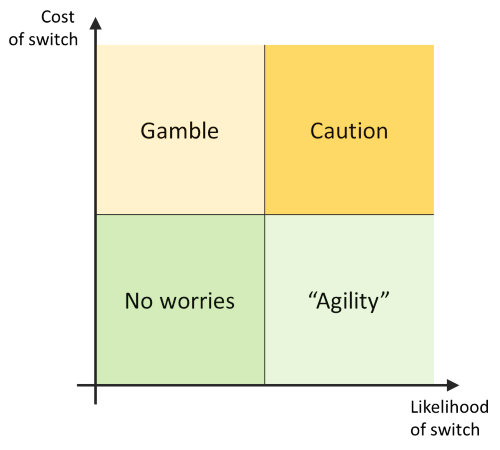 Cost
of switch
Gamble
Caution
No worries
“Agility”
Likelihood
of switch